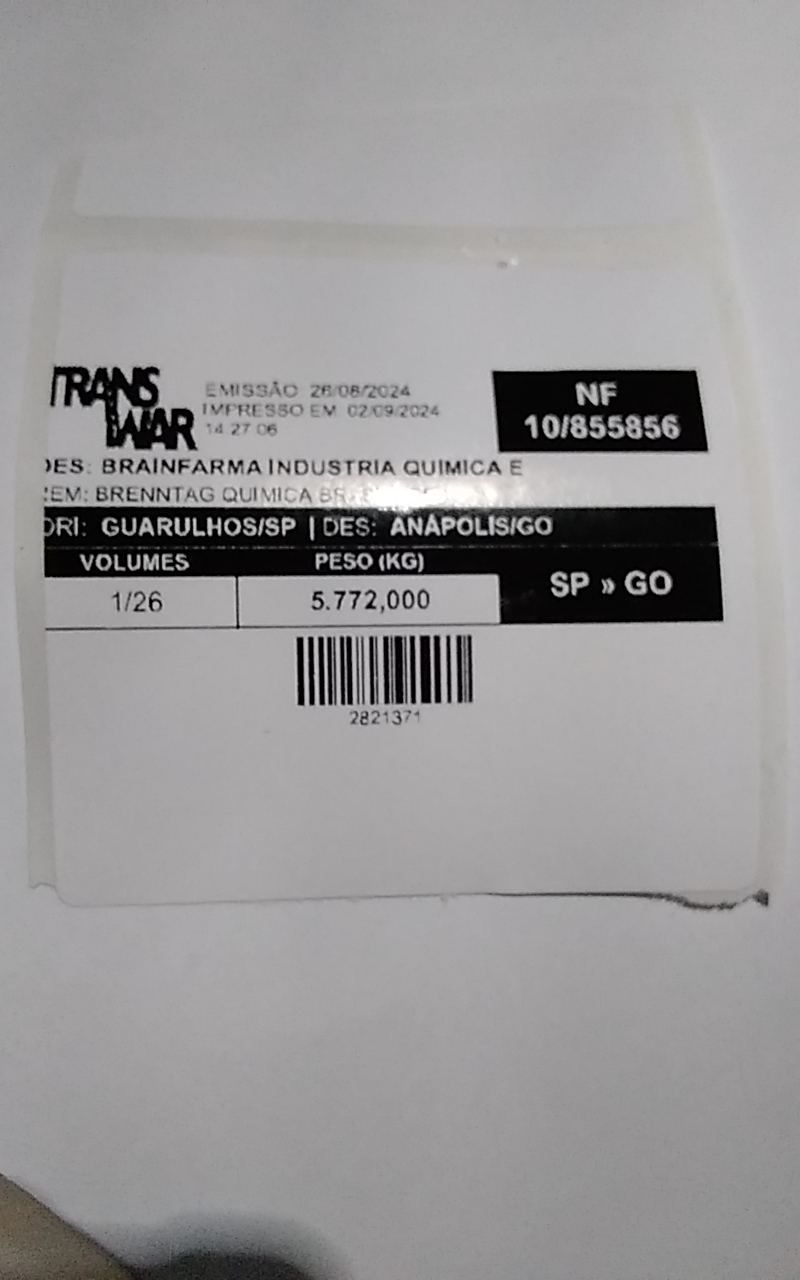 TRANS
WAR
EMISSÃO 26/08/2024
IMPRESSO EM 02/09/2024
14 27 06
NF
10/855856
DES: BRAINFARMA INDUSTRIA QUIMICA E
EM: BRENNTAG QUIMICA
ORI: GUARULHOS/SP | DES: ANÁPOLIS/GO
VOLUMES
PESO (KG)
SP » GO
1/26
5.772,000
2821371